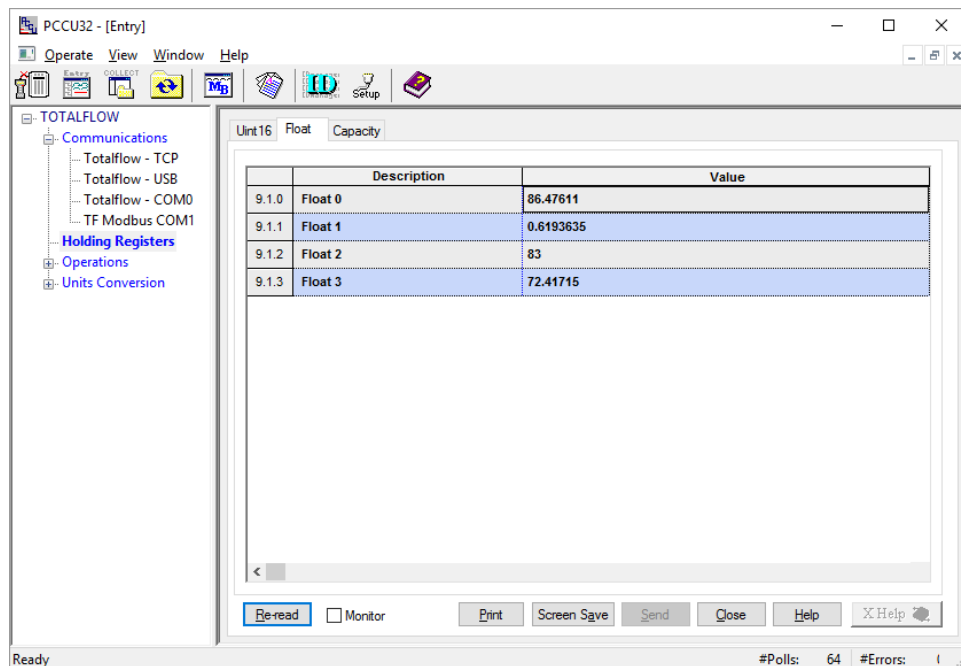 PCCU32 - [Entry]
Operate View Window Help
Entry COLLECT MB ID Setup
TOTALFLOW
Communications
Totalflow - TCP
Totalflow - USB
Totalflow - COM0
TF Modbus COM1
Holding Registers
Operations
Units Conversion
Uint16 Float Capacity
Description Value
9.1.0 Float 0 86.47611
9.1.1 Float 1 0.6193635
9.1.2 Float 2 83
9.1.3 Float 3 72.41715
Re-read Monitor Print Screen Save Send Close Help X Help
Ready #Polls: 64 #Errors: